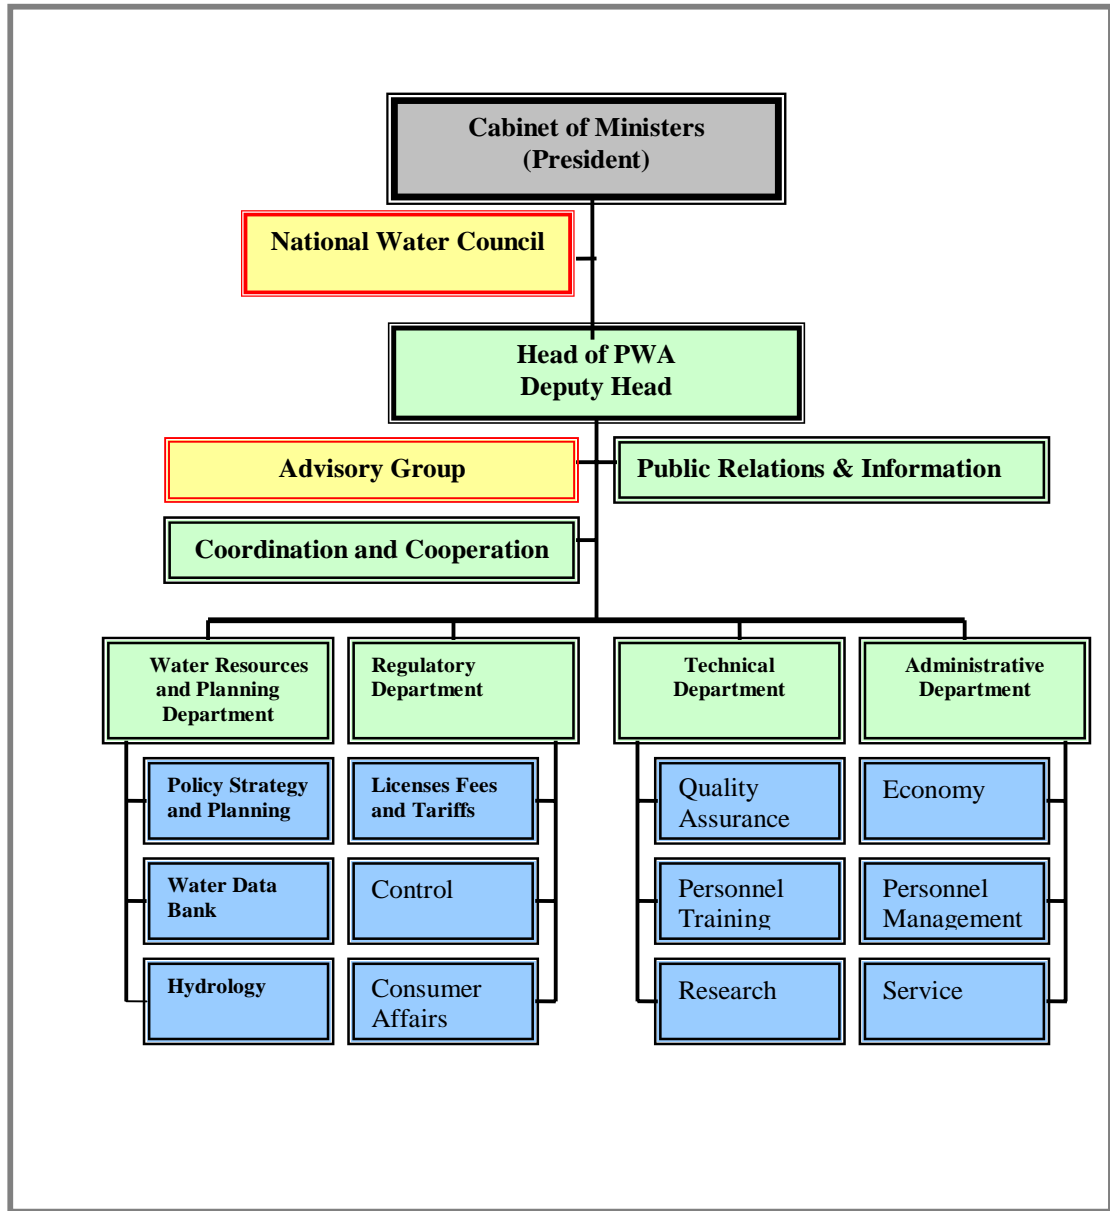 Cabinet of Ministers
(President)
National Water Council
Head of PWA
Deputy Head
Advisory Group
Public Relations & Information
Coordination and Cooperation
Water Resources
and Planning
Department
Regulatory
Department
Technical
Department
Administrative
Department
Policy Strategy
and Planning
Licenses Fees
and Tariffs
Quality
Assurance
Economy
Water Data
Bank
Control
Personnel
Training
Personnel
Management
Hydrology
Consumer
Affairs
Research
Service